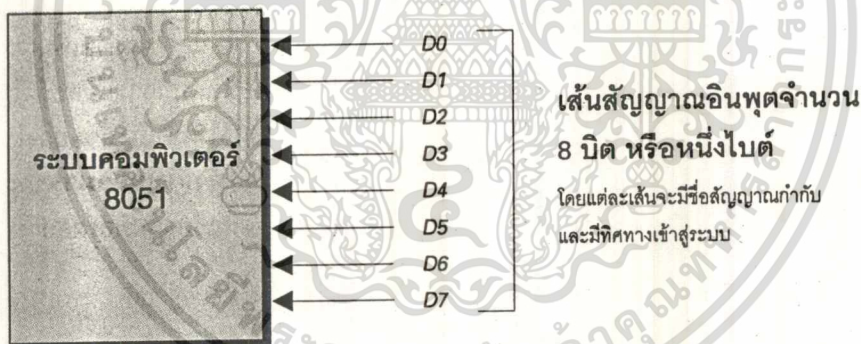 ระบบคอมพิวเตอร์
8051
D0
D1
D2
D3
D4
D5
D6
D7
เส้นสัญญาณอินพุตจำนวน
8 บิต หรือหนึ่งไบต์
โดยแต่ละเส้นจะมีชื่อสัญญาณกำกับ
และมีทิศทางเข้าสู่ระบบ